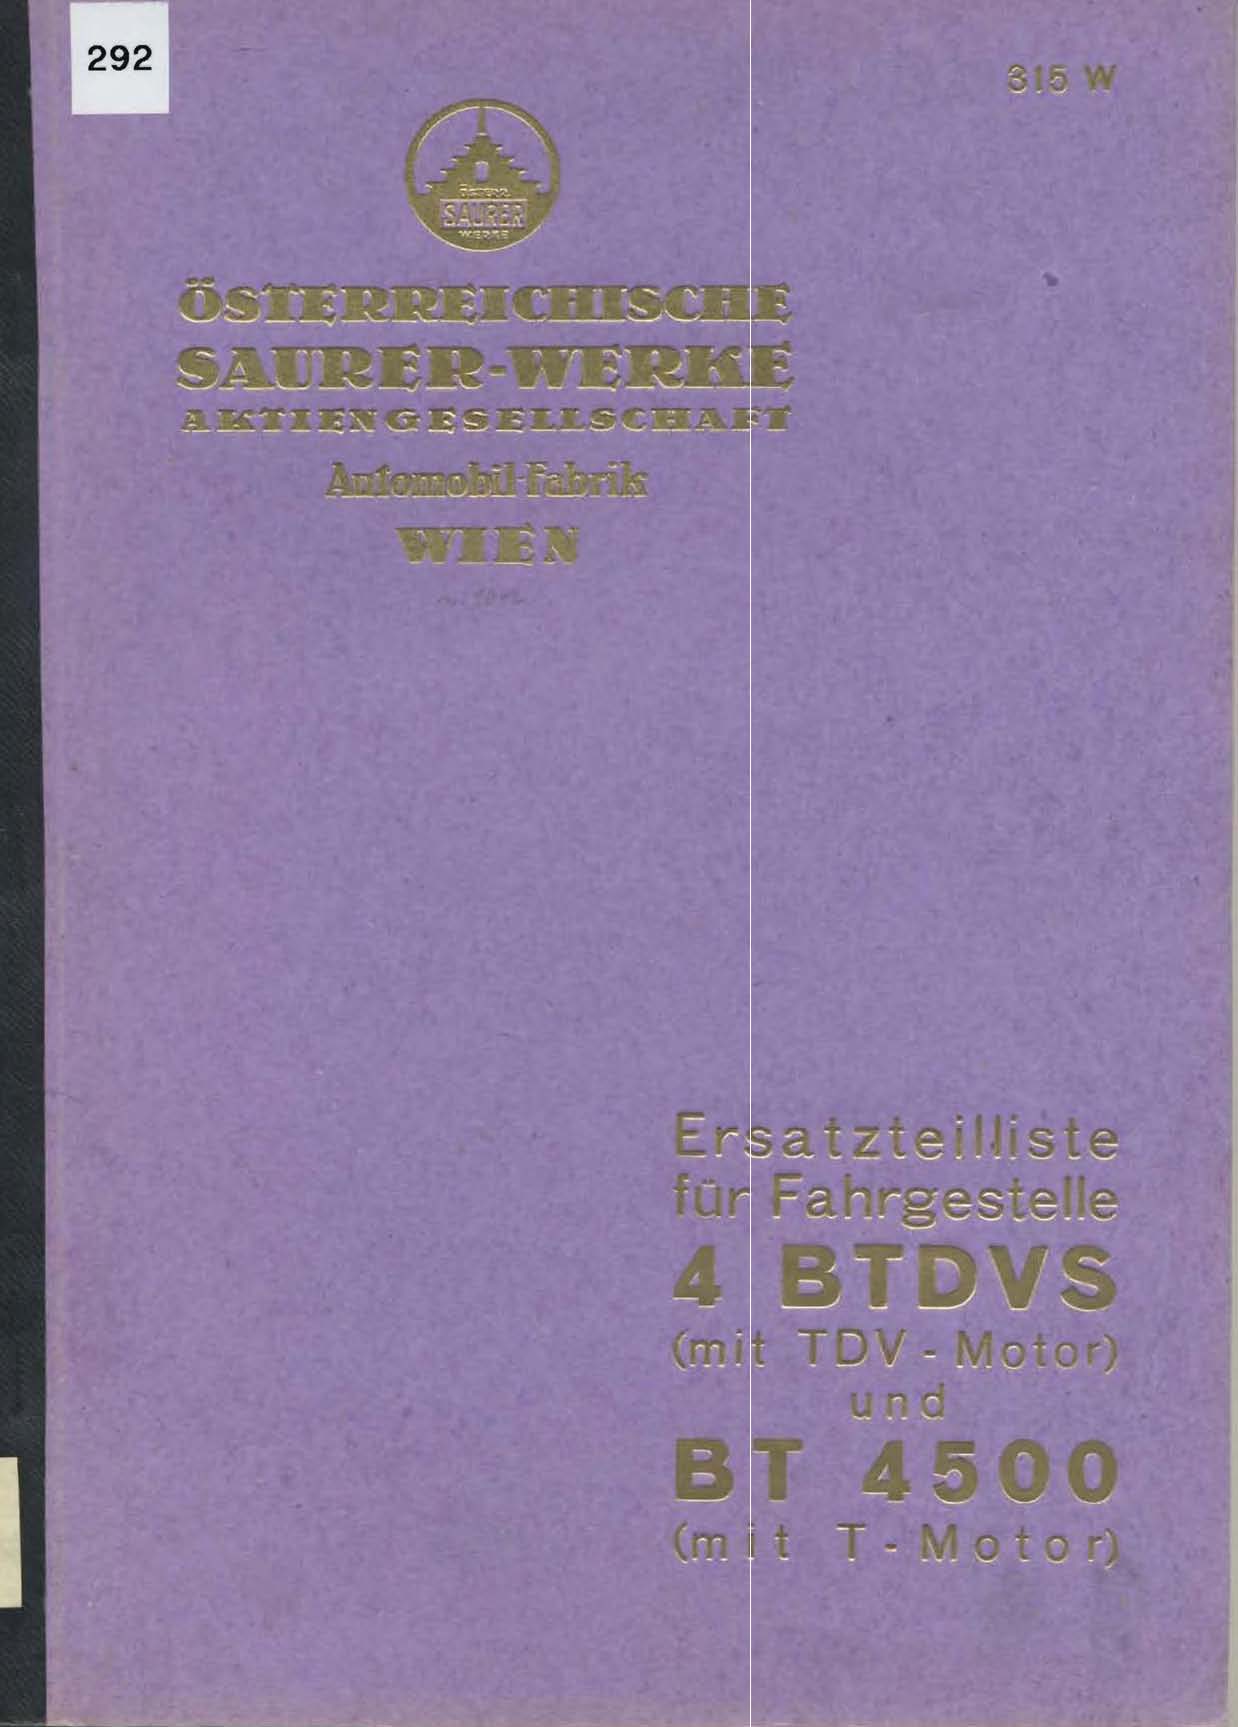 292
315 W
ÖSTERR.
SAURER
WERKE
ÖSTERREICHISCHE
SAURER-WERKE
AKTIENGESELLSCHAFT
Automobil-Fabrik
WIEN
Ersatzteilliste
für Fahrgestelle
4 BTDVS
(mit TDV-Motor)
und
BT 4500
(mit T-Motor)